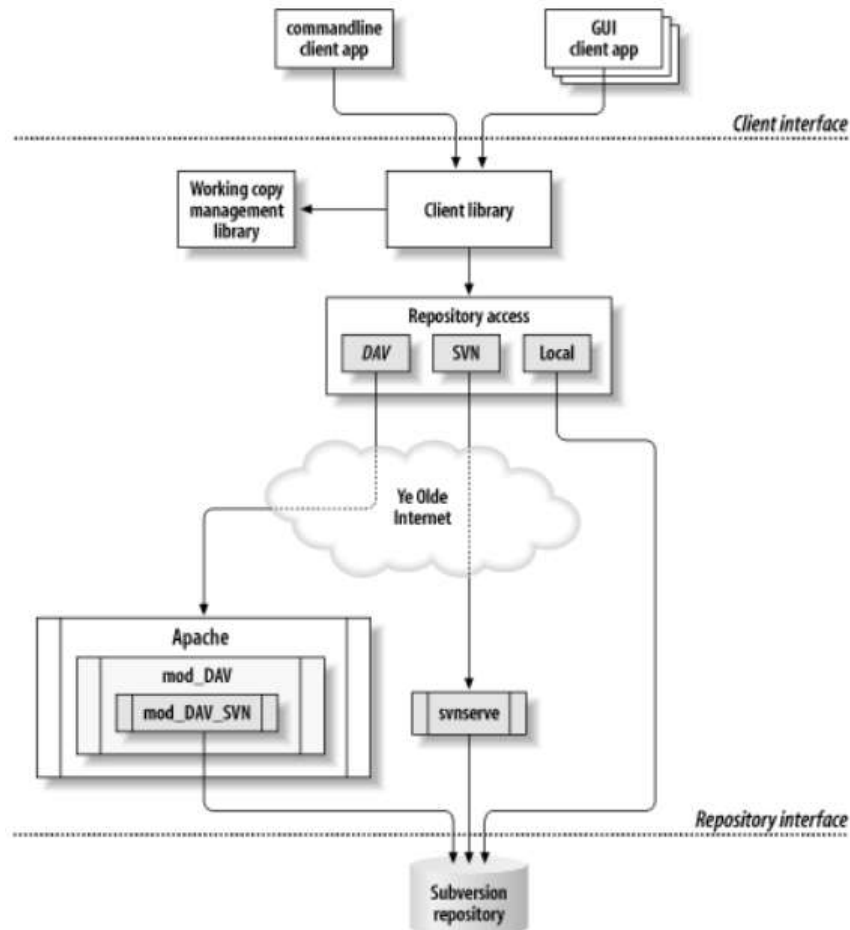 commandline
client app
GUI
client app
Client interface
Working copy
management
library
Client library
Repository access
DAV
SVN
Local
Ye Olde
Internet
Apache
mod_DAV
mod_DAV_SVN
svnserve
Repository interface
Subversion
repository